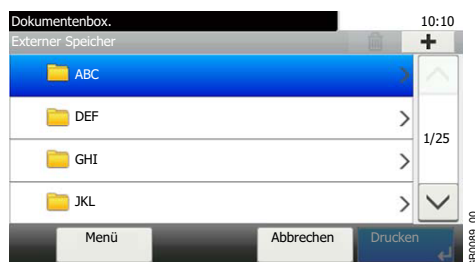 Dokumentenbox. 10:10
Externer Speicher
ABC
DEF
1/25
GHI
JKL
Menü Abbrechen Drucken